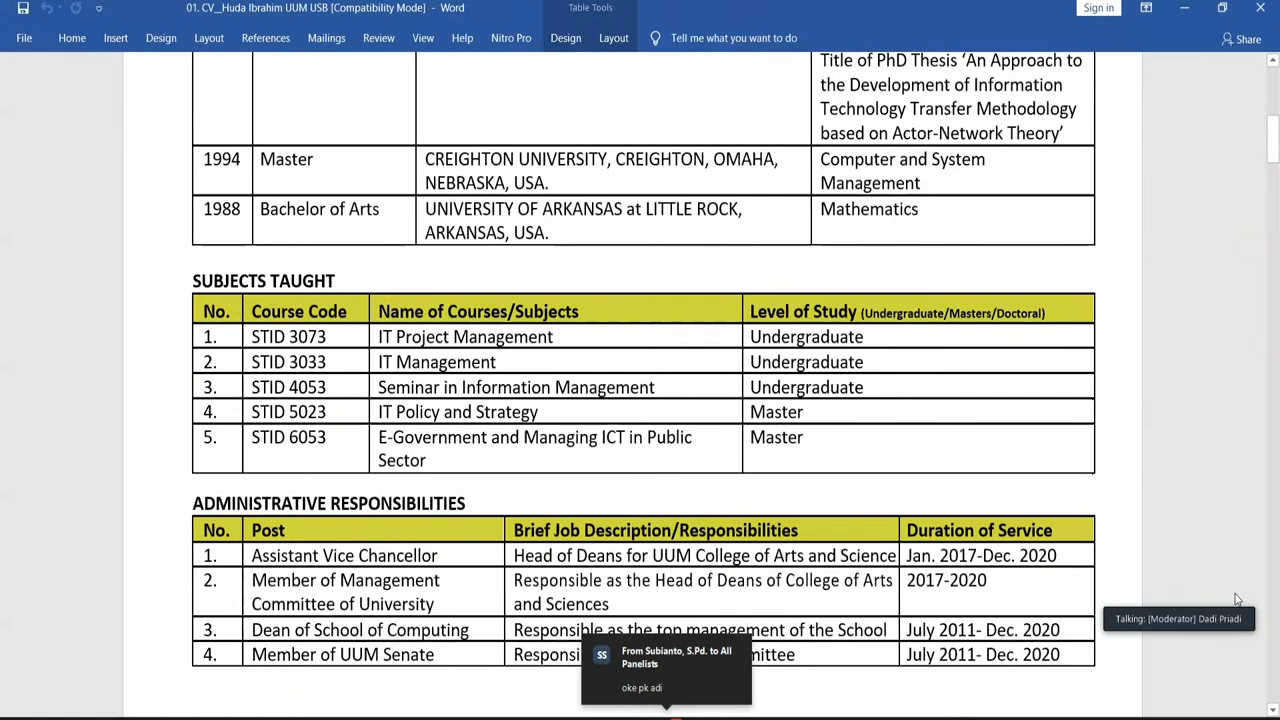 01. CV__Huda Ibrahim UUM USB [Compatibility Mode] - Word
Table Tools
Sign in
File Home Insert Design Layout References Mailings Review View Help Nitro Pro Design Layout Tell me what you want to do Share
Title of PhD Thesis ‘An Approach to
the Development of Information
Technology Transfer Methodology
based on Actor-Network Theory’
1994 Master CREIGHTON UNIVERSITY, CREIGHTON, OMAHA, Computer and System
NEBRASKA, USA. Management
1988 Bachelor of Arts UNIVERSITY OF ARKANSAS at LITTLE ROCK, Mathematics
ARKANSAS, USA.
SUBJECTS TAUGHT
No. Course Code Name of Courses/Subjects Level of Study (Undergraduate/Masters/Doctoral)
1. STID 3073 IT Project Management Undergraduate
2. STID 3033 IT Management Undergraduate
3. STID 4053 Seminar in Information Management Undergraduate
4. STID 5023 IT Policy and Strategy Master
5. STID 6053 E-Government and Managing ICT in Public Master
Sector
ADMINISTRATIVE RESPONSIBILITIES
No. Post Brief Job Description/Responsibilities Duration of Service
1. Assistant Vice Chancellor Head of Deans for UUM College of Arts and Science Jan. 2017-Dec. 2020
2. Member of Management Responsible as the Head of Deans of College of Arts 2017-2020
Committee of University and Sciences
3. Dean of School of Computing Responsible as the top management of the School July 2011- Dec. 2020
4. Member of UUM Senate July 2011- Dec. 2020
Talking: [Moderator] Dadi Priadi
SS From Subianto, S.Pd. to All
Panelists
oke pk adi